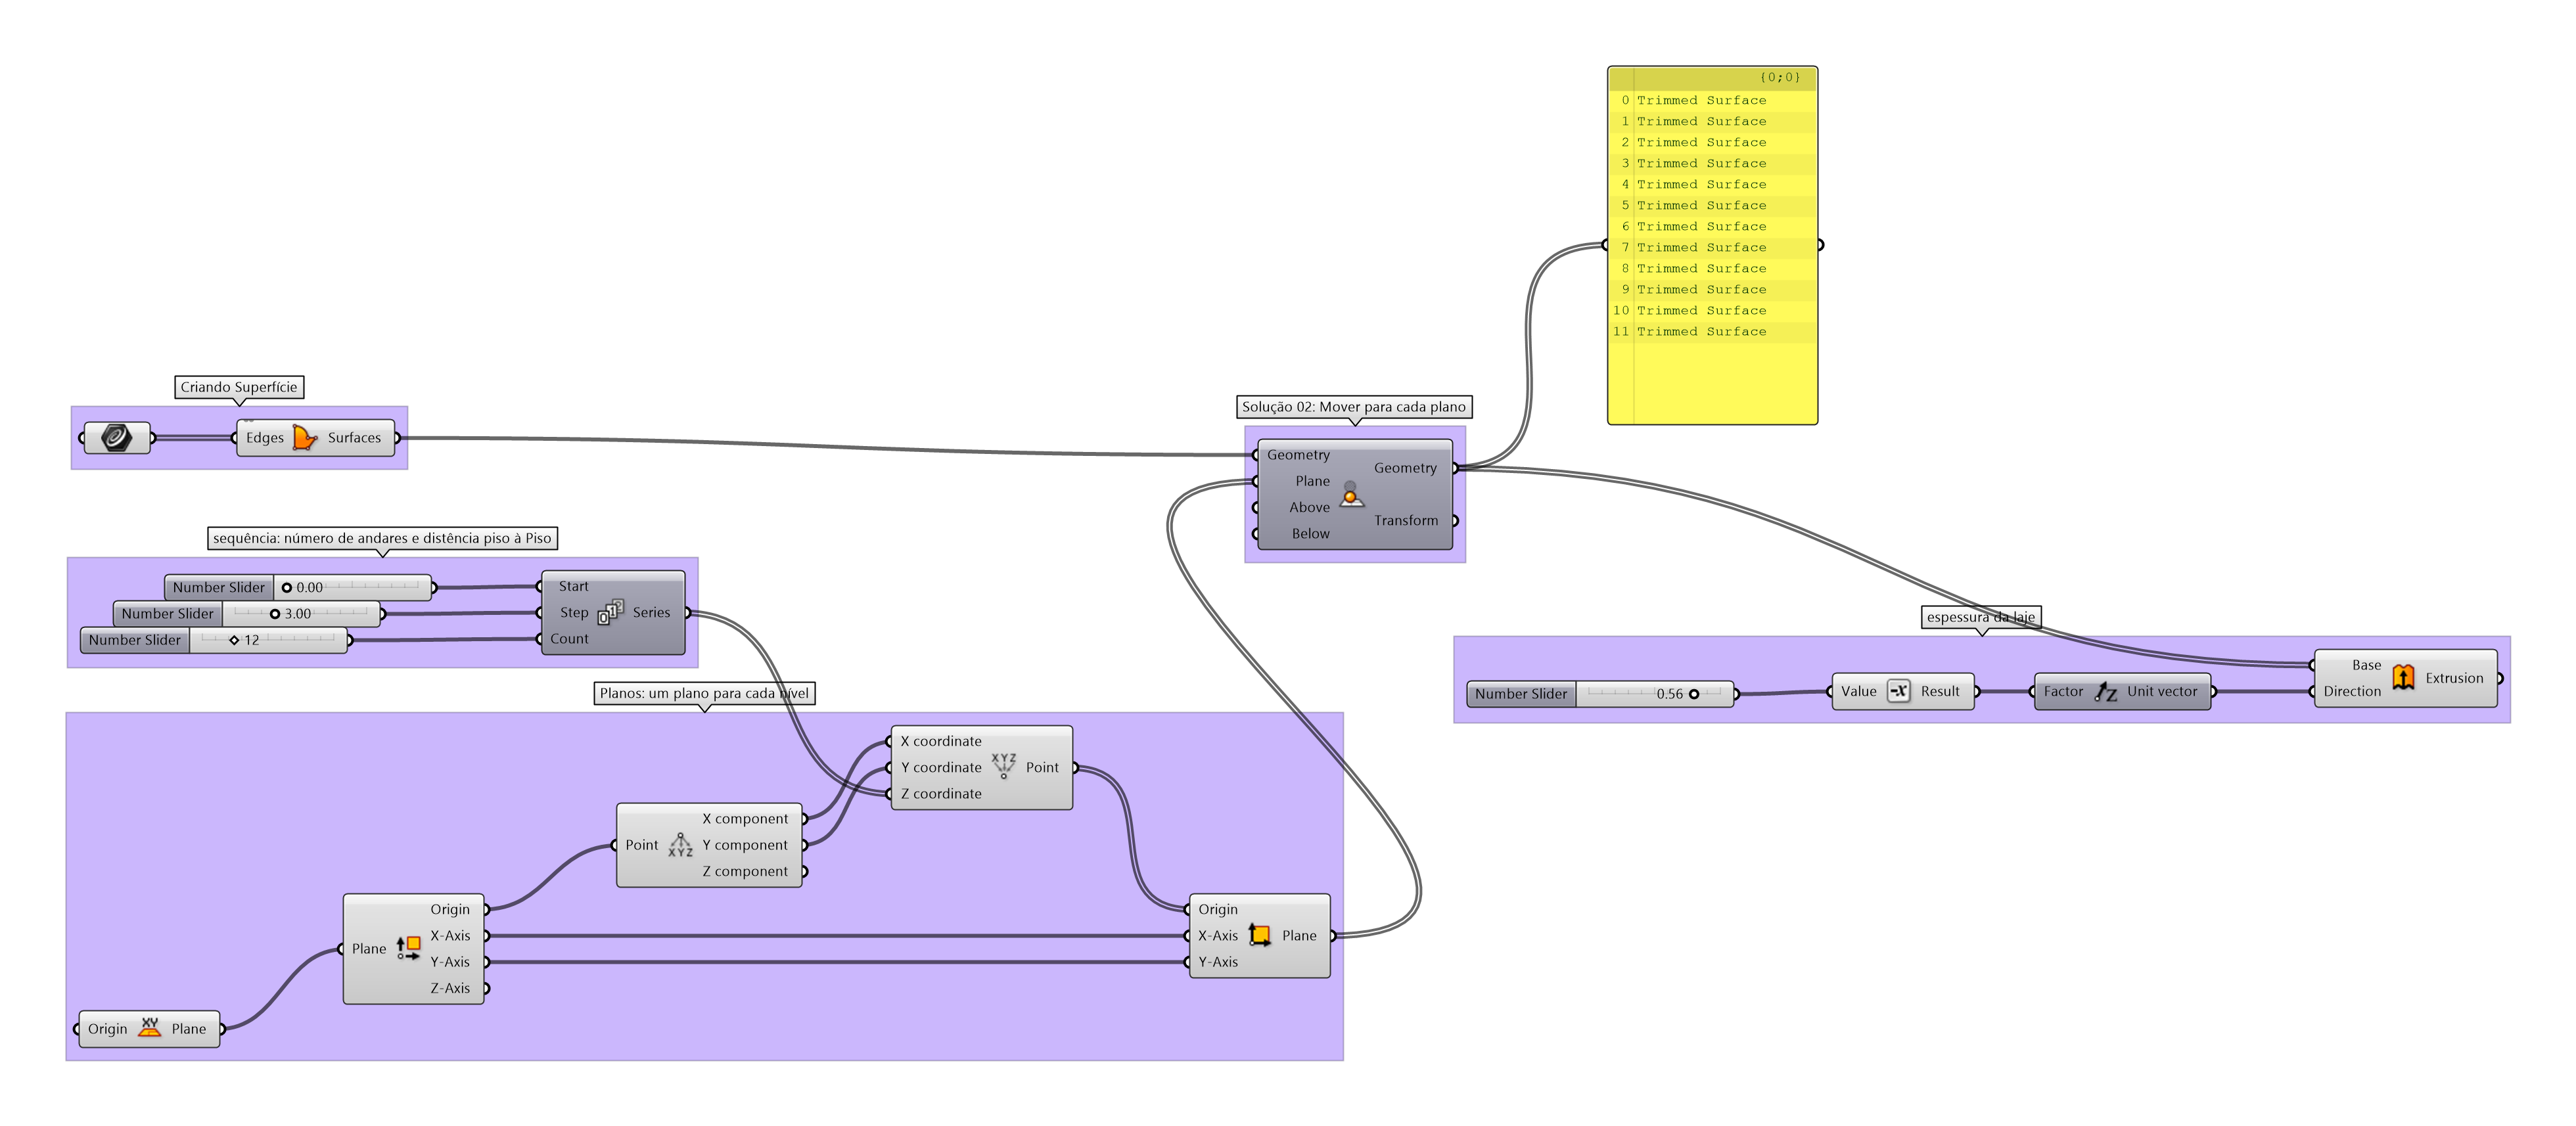 {0;0}
0 Trimmed Surface
1 Trimmed Surface
2 Trimmed Surface
3 Trimmed Surface
4 Trimmed Surface
5 Trimmed Surface
6 Trimmed Surface
7 Trimmed Surface
8 Trimmed Surface
9 Trimmed Surface
10 Trimmed Surface
11 Trimmed Surface
Criando Superfície
Edges Surfaces
Solução 02: Mover para cada plano
Geometry
Plane
Above
Below
Geometry
Transform
sequência: número de andares e distência piso à Piso
Number Slider 0.00
Number Slider 3.00
Number Slider 12
Start
Step
Count
Series
espessura da laje
Number Slider 0.56
Value -x Result
Factor Z Unit vector
Base
Direction
Extrusion
Planos: um plano para cada nível
X coordinate
Y coordinate
Z coordinate
XYZ
Point
Point
XYZ
X component
Y component
Z component
Plane
Origin
X-Axis
Y-Axis
Z-Axis
Origin
X-Axis
Y-Axis
Plane
Origin XY Plane